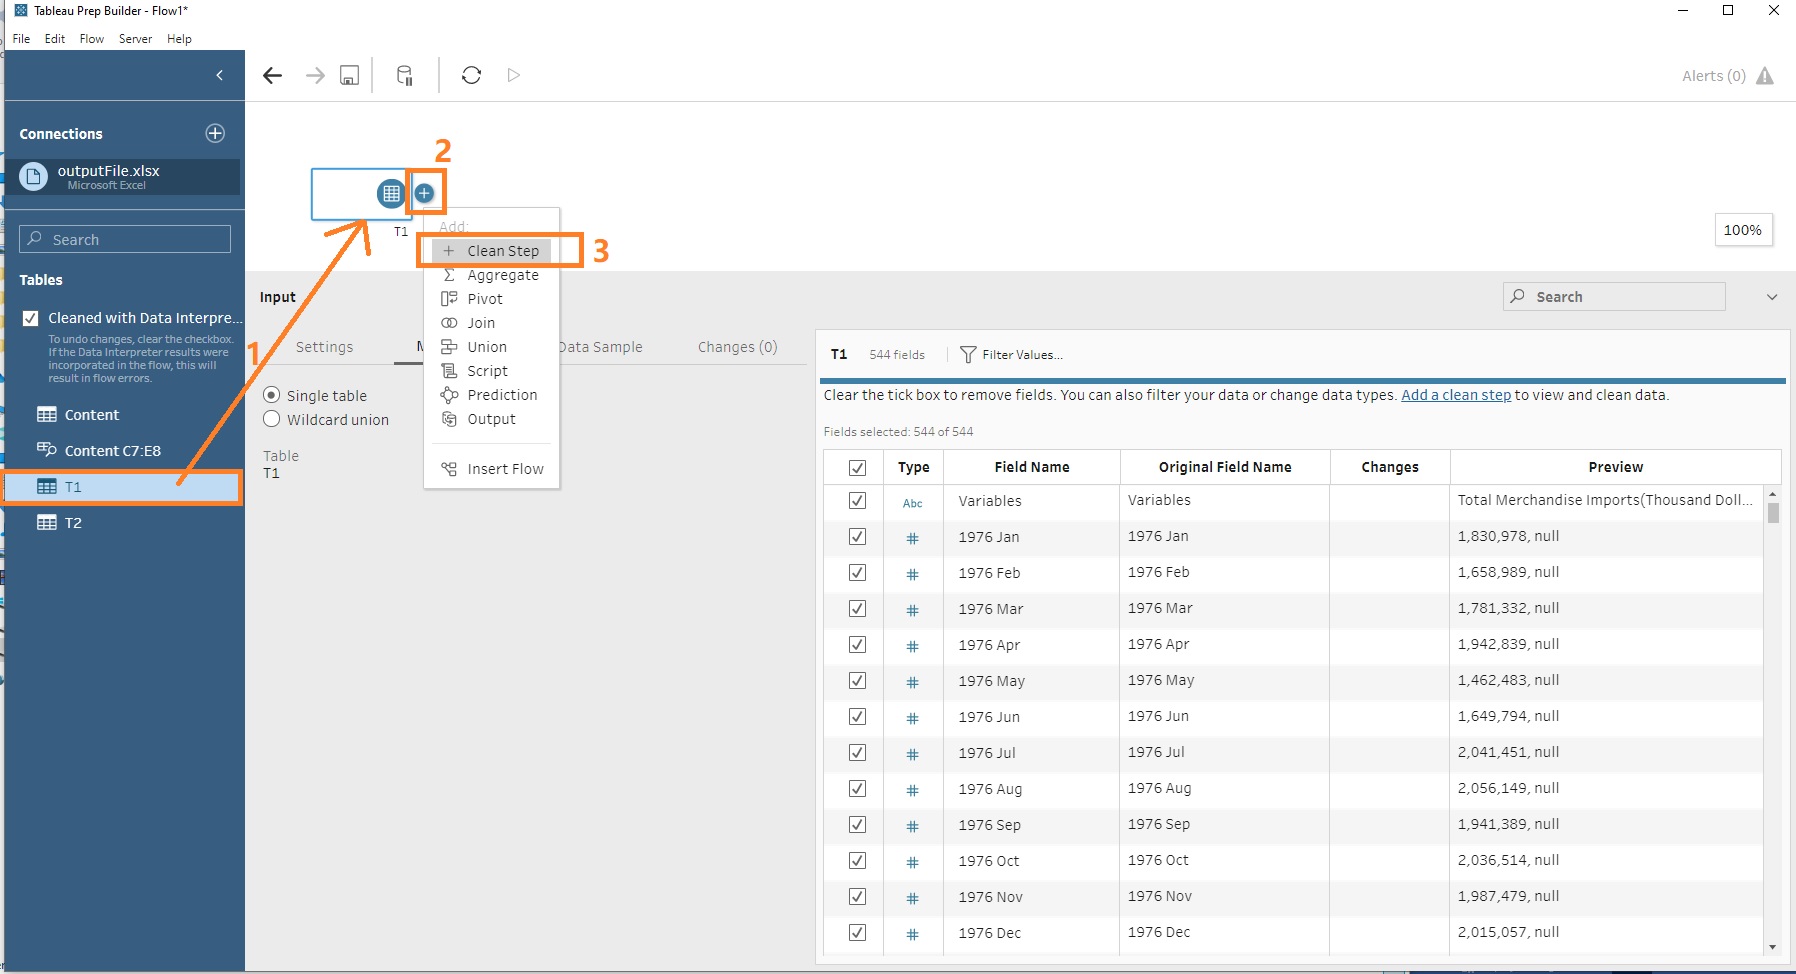 Tableau Prep Builder - Flow1*
File Edit Flow Server Help
Alerts (0)
Connections
outputFile.xlsx
Microsoft Excel
Search
Tables
Cleaned with Data Interpre...
To undo changes, clear the checkbox.
If the Data Interpreter results were
incorporated in the flow, this will
result in flow errors.
Content
Content C7:E8
T1
T2
1
2
3
T1
Add:
Clean Step
Aggregate
Pivot
Join
Union
Script
Prediction
Output
Insert Flow
100%
Input
Search
Settings
Data Sample
Changes (0)
Single table
Wildcard union
Table
T1
T1 544 fields Filter Values...
Clear the tick box to remove fields. You can also filter your data or change data types. Add a clean step to view and clean data.
Fields selected: 544 of 544
Type Field Name Original Field Name Changes Preview
Abc Variables Variables Total Merchandise Imports(Thousand Doll...
# 1976 Jan 1976 Jan 1,830,978, null
# 1976 Feb 1976 Feb 1,658,989, null
# 1976 Mar 1976 Mar 1,781,332, null
# 1976 Apr 1976 Apr 1,942,839, null
# 1976 May 1976 May 1,462,483, null
# 1976 Jun 1976 Jun 1,649,794, null
# 1976 Jul 1976 Jul 2,041,451, null
# 1976 Aug 1976 Aug 2,056,149, null
# 1976 Sep 1976 Sep 1,941,389, null
# 1976 Oct 1976 Oct 2,036,514, null
# 1976 Nov 1976 Nov 1,987,479, null
# 1976 Dec 1976 Dec 2,015,057, null